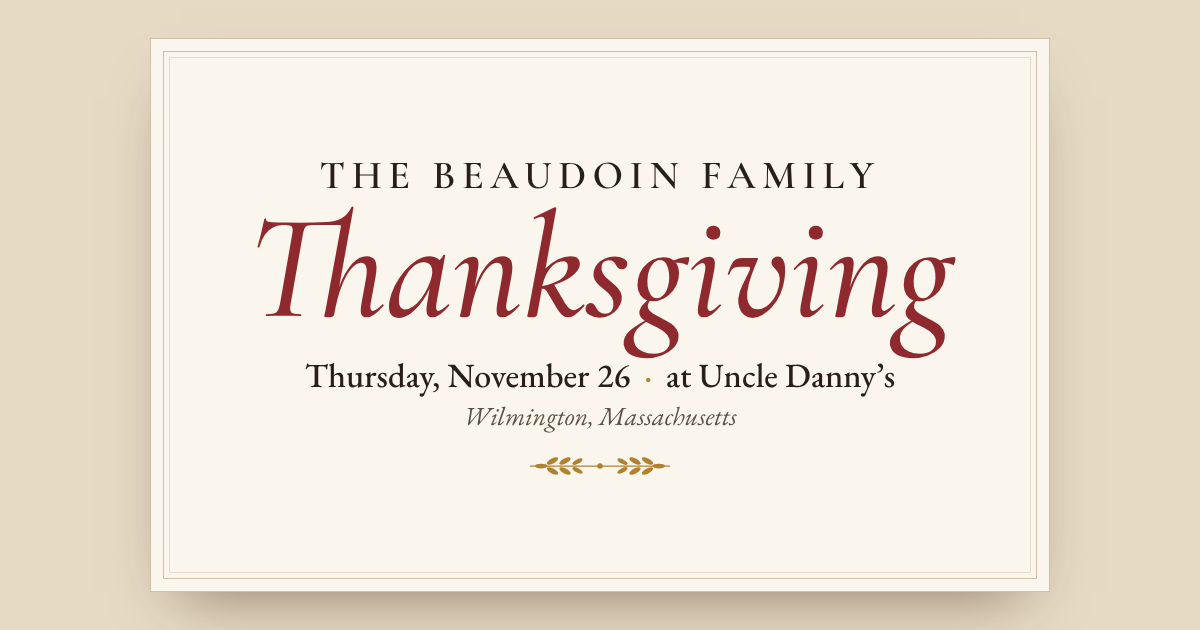 THE BEAUDOIN FAMILY
Thanksgiving
Thursday, November 26 · at Uncle Danny’s
Wilmington, Massachusetts